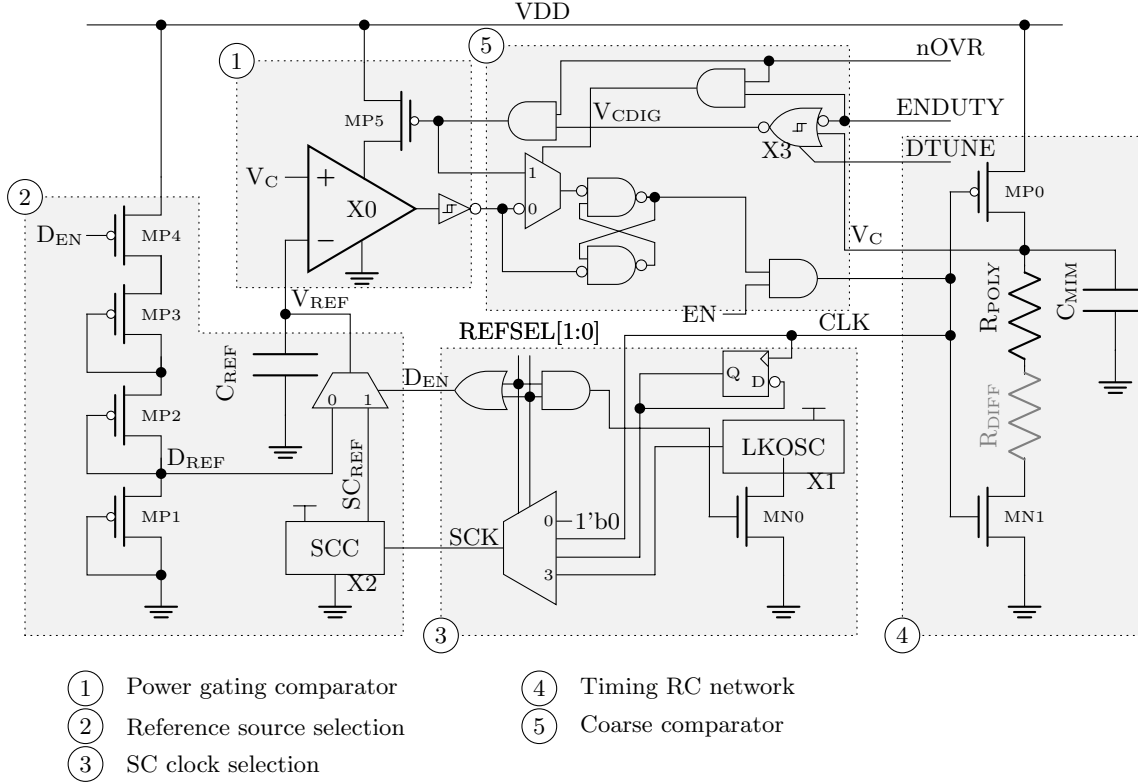 VDD
5
nOVR
1
V_CDIG
ENDUTY
MP5
X3
DTUNE
V_C
+
1
MP0
2
X0
0
D_EN
MP4
−
V_C
R_POLY
C_MIM
MP3
V_REF
EN
CLK
REFSEL[1:0]
C_REF
D_EN
Q
D
0
1
R_DIFF
MP2
LKOSC
D_REF
SC_REF
X1
MP1
MN0
MN1
0
1'b0
SCK
SCC
3
X2
3
4
1 Power gating comparator
2 Reference source selection
3 SC clock selection
4 Timing RC network
5 Coarse comparator